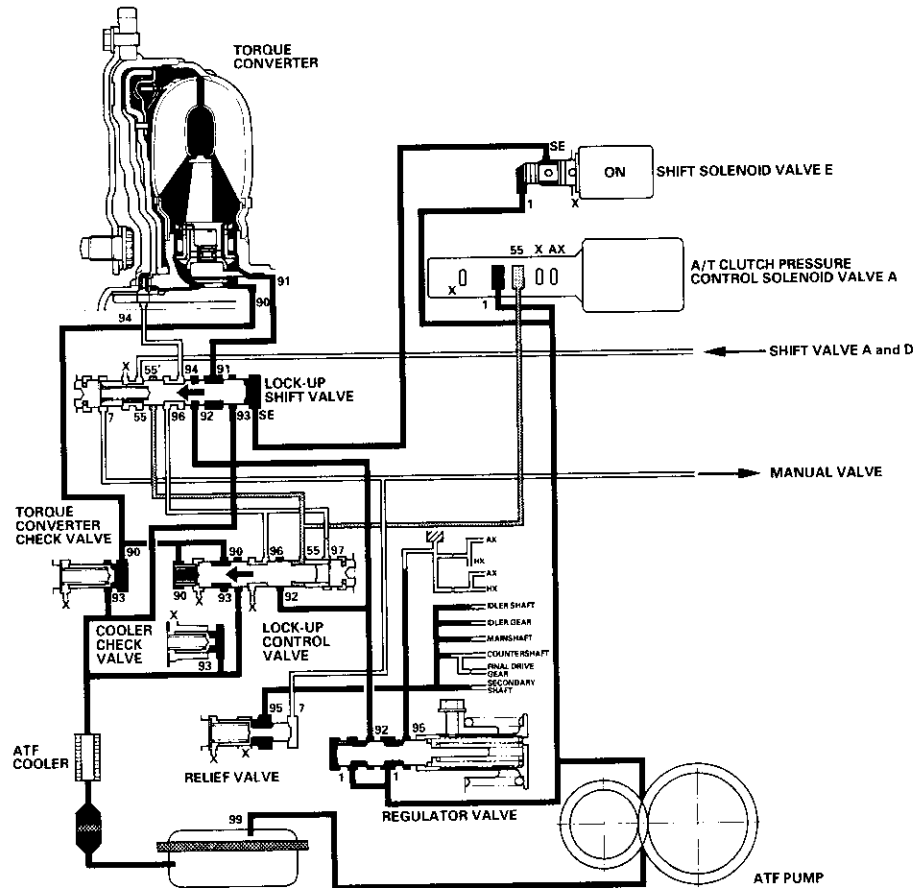 TORQUE
CONVERTER
SE
ON
SHIFT SOLENOID VALVE E
1
X
55
X
AX
A/T CLUTCH PRESSURE
CONTROL SOLENOID VALVE A
X
1
91
90
94
SHIFT VALVE A and D
X
55'
94
91
LOCK-UP
SHIFT VALVE
7
55
96
92
93
SE
MANUAL VALVE
TORQUE
CONVERTER
CHECK VALVE
90
90
96
55
97
AX
HX
AX
HX
93
X
90
X
93
X
92
X
COOLER
CHECK
VALVE
93
LOCK-UP
CONTROL
VALVE
IDLER SHAFT
IDLER GEAR
MAINSHAFT
COUNTERSHAFT
FINAL DRIVE
GEAR
SECONDARY
SHAFT
95
7
92
95
ATF
COOLER
X
X
RELIEF VALVE
1
1
REGULATOR VALVE
99
ATF PUMP